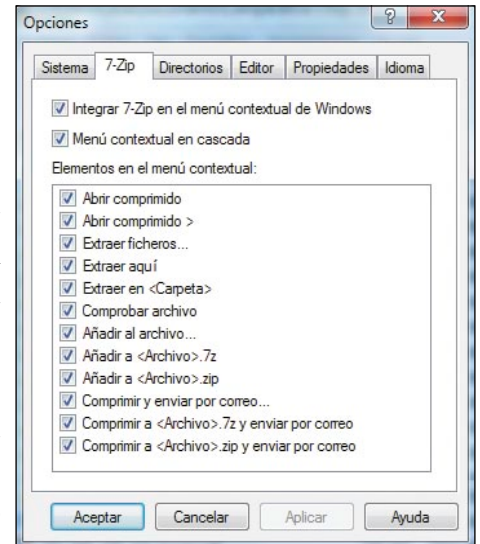 Opciones
Sistema 7-Zip Directorios Editor Propiedades Idioma
Integrar 7-Zip en el menú contextual de Windows
Menú contextual en cascada
Elementos en el menú contextual:
Abrir comprimido
Abrir comprimido >
Extraer ficheros...
Extraer aquí
Extraer en <Carpeta>
Comprobar archivo
Añadir al archivo...
Añadir a <Archivo>.7z
Añadir a <Archivo>.zip
Comprimir y enviar por correo...
Comprimir a <Archivo>.7z y enviar por correo
Comprimir a <Archivo>.zip y enviar por correo
Aceptar Cancelar Aplicar Ayuda